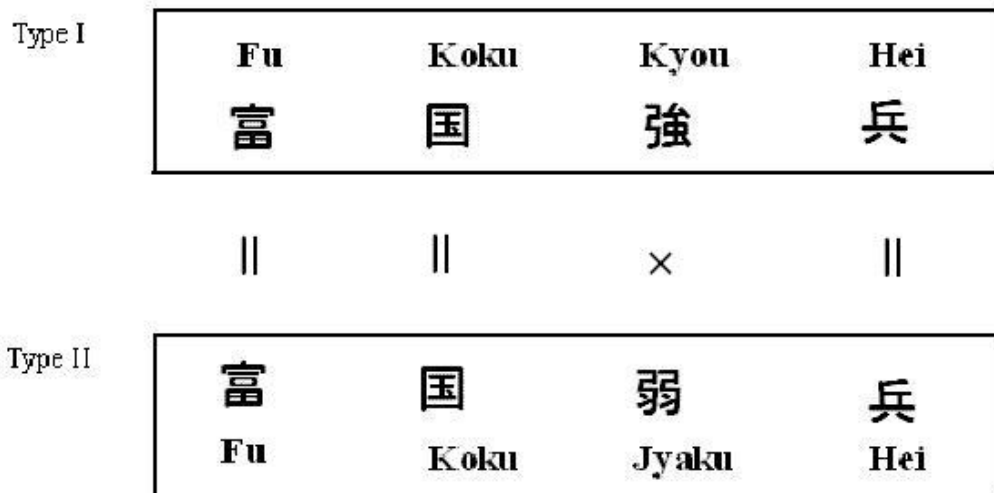 Type I
Fu Koku Kyou Hei
富 国 強 兵
|| || × ||
Type II
富 国 弱 兵
Fu Koku Jyaku Hei